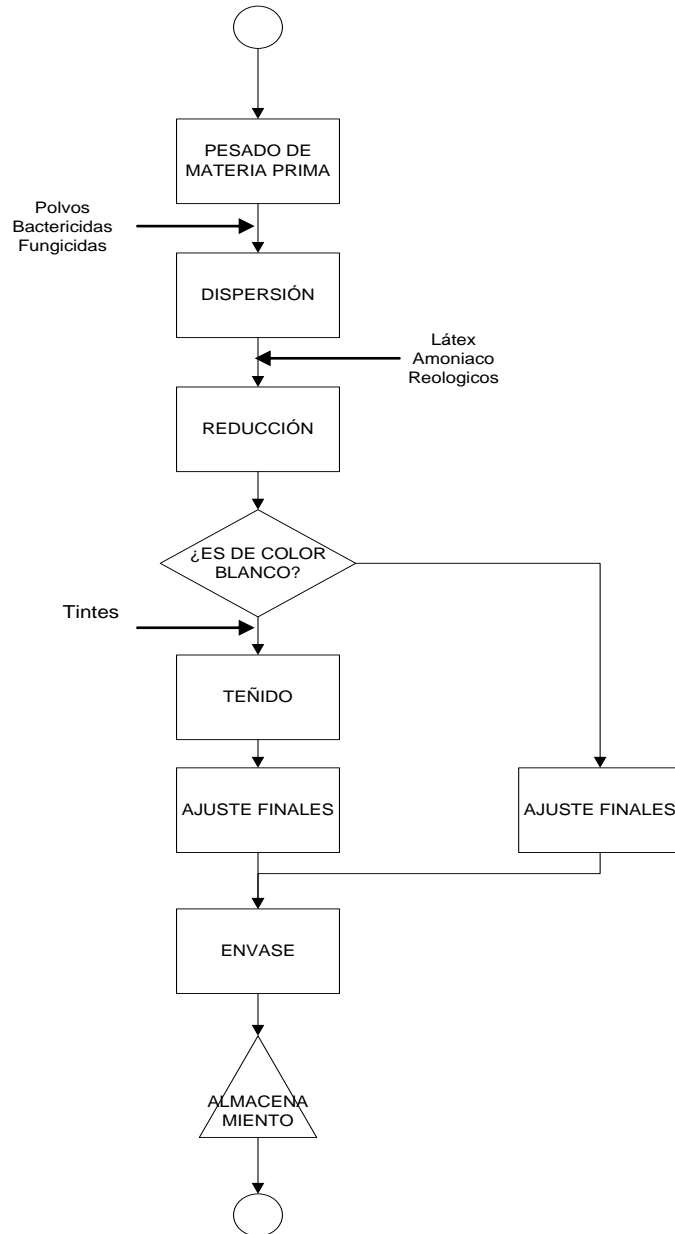 PESADO DE
MATERIA PRIMA
Polvos
Bactericidas
Fungicidas
DISPERSIÓN
Látex
Amoniaco
Reologicos
REDUCCIÓN
¿ES DE COLOR
BLANCO?
Tintes
TEÑIDO
AJUSTE FINALES
AJUSTE FINALES
ENVASE
ALMACENA
MIENTO